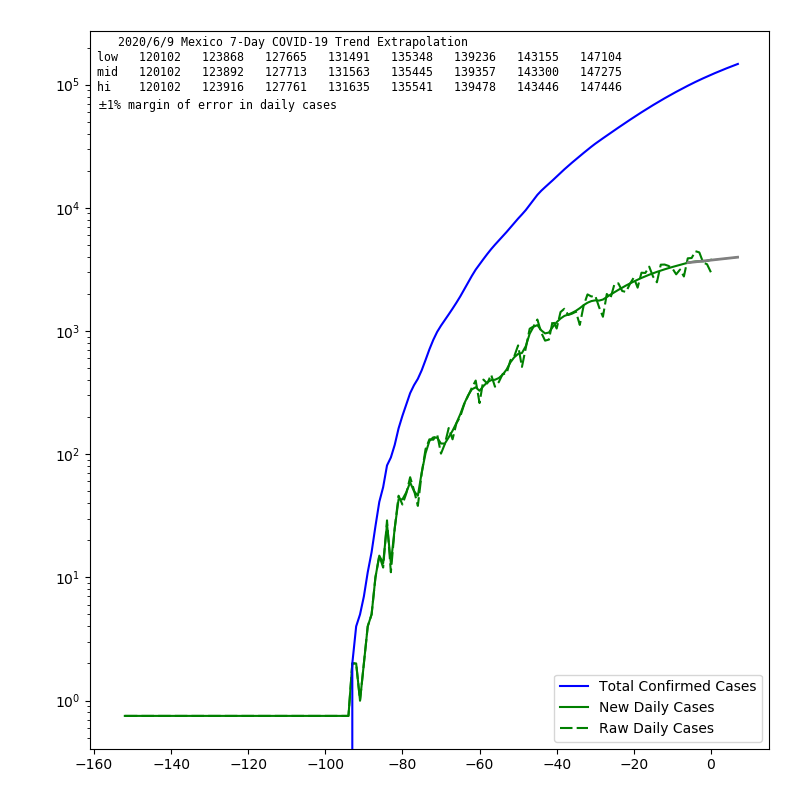 2020/6/9 Mexico 7-Day COVID-19 Trend Extrapolation
low 120102 123868 127665 131491 135348 139236 143155 147104
mid 120102 123892 127713 131563 135445 139357 143300 147275
hi 120102 123916 127761 131635 135541 139478 143446 147446
±1% margin of error in daily cases
10⁵
10⁴
10³
10²
10¹
10⁰
Total Confirmed Cases
New Daily Cases
Raw Daily Cases
−160 −140 −120 −100 −80 −60 −40 −20 0